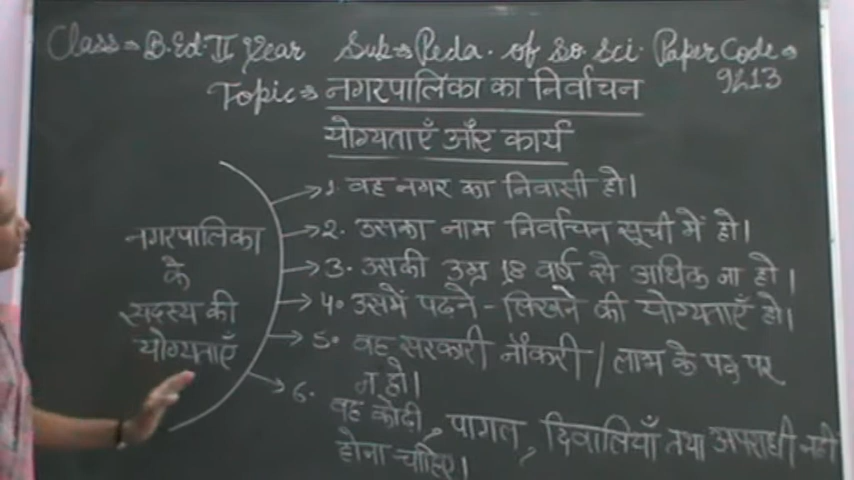 Class → B.Ed. II Year Sub → Peda. of So. Sci. Paper Code →
9213
Topic → नगरपालिका का निर्वाचन
योग्यताएँ और कार्य
नगरपालिका
के
सदस्य की
योग्यताएँ
→ 1. वह नगर का निवासी हो।
→ 2. उसका नाम निर्वाचन सूची में हो।
→ 3. उसकी उम्र 18 वर्ष से अधिक ना हो।
→ 4. उसमें पढने - लिखने की योग्यताएँ हो।
→ 5. वह सरकारी नौकरी / लाभ के पद पर
न हो।
→ 6. वह कोढी, पागल, दिवालियाँ तथा अपराधी नही
होना चाहिए।